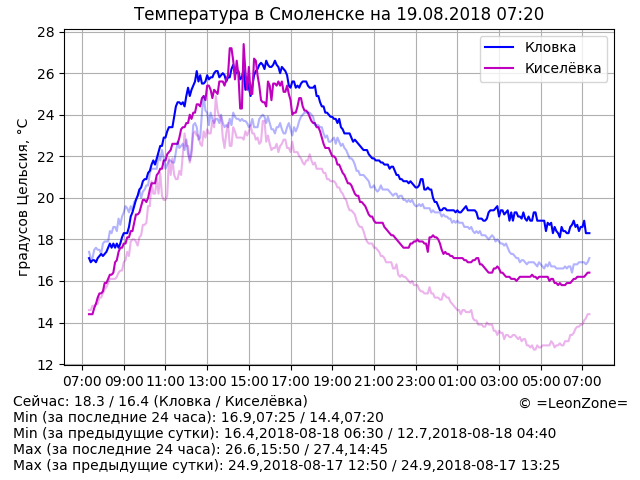 Температура в Смоленске на 19.08.2018 07:20
градусов Цельсия, °C
28
26
24
22
20
18
16
14
12
Кловка
Киселёвка
07:00 09:00 11:00 13:00 15:00 17:00 19:00 21:00 23:00 01:00 03:00 05:00 07:00
Сейчас: 18.3 / 16.4 (Кловка / Киселёвка)
© =LeonZone=
Min (за последние 24 часа): 16.9,07:25 / 14.4,07:20
Min (за предыдущие сутки): 16.4,2018-08-18 06:30 / 12.7,2018-08-18 04:40
Max (за последние 24 часа): 26.6,15:50 / 27.4,14:45
Max (за предыдущие сутки): 24.9,2018-08-17 12:50 / 24.9,2018-08-17 13:25